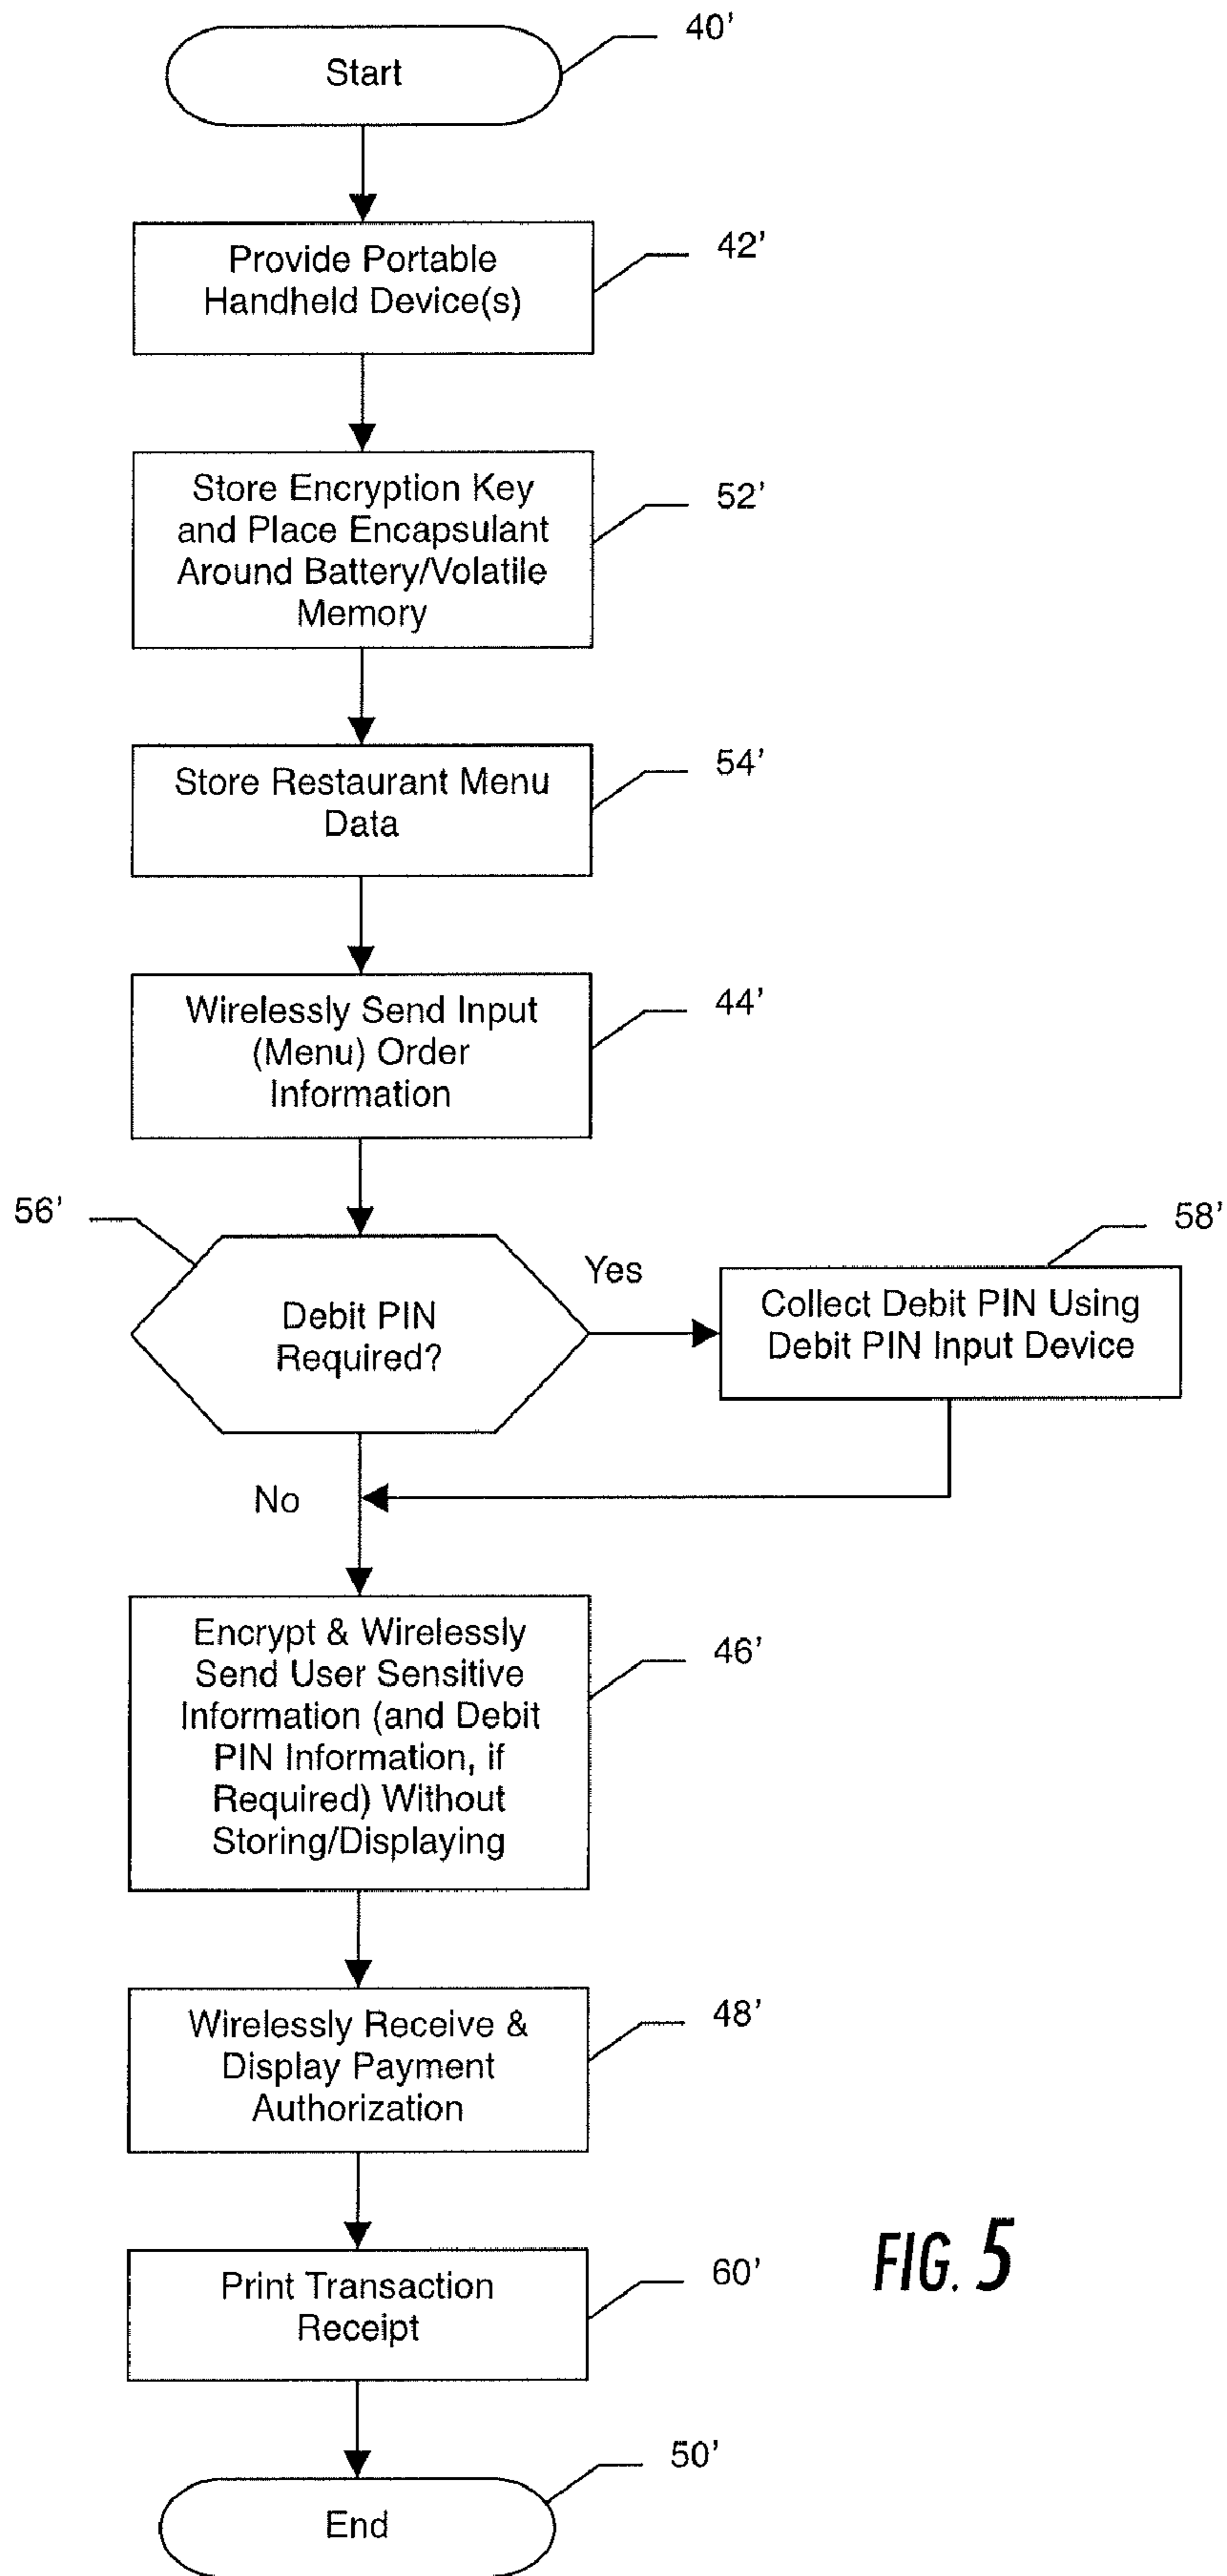 Start
40'
Provide Portable
Handheld Device(s)
42'
Store Encryption Key
and Place Encapsulant
Around Battery/Volatile
Memory
52'
Store Restaurant Menu
Data
54'
Wirelessly Send Input
(Menu) Order
Information
44'
56'
Debit PIN
Required?
Yes
58'
Collect Debit PIN Using
Debit PIN Input Device
No
Encrypt & Wirelessly
Send User Sensitive
Information (and Debit
PIN Information, if
Required) Without
Storing/Displaying
46'
Wirelessly Receive &
Display Payment
Authorization
48'
Print Transaction
Receipt
60'
FIG. 5
End
50'